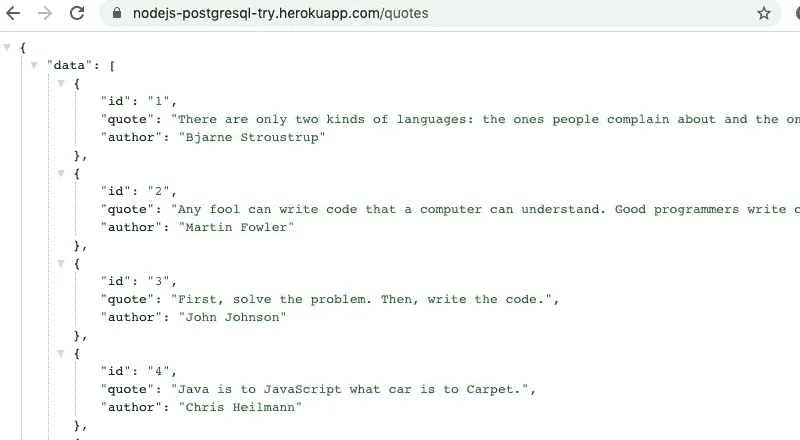 nodejs-postgresql-try.herokuapp.com/quotes
{
"data": [
{
"id": "1",
"quote": "There are only two kinds of languages: the ones people complain about and the on
"author": "Bjarne Stroustrup"
},
{
"id": "2",
"quote": "Any fool can write code that a computer can understand. Good programmers write c
"author": "Martin Fowler"
},
{
"id": "3",
"quote": "First, solve the problem. Then, write the code.",
"author": "John Johnson"
},
{
"id": "4",
"quote": "Java is to JavaScript what car is to Carpet.",
"author": "Chris Heilmann"
},